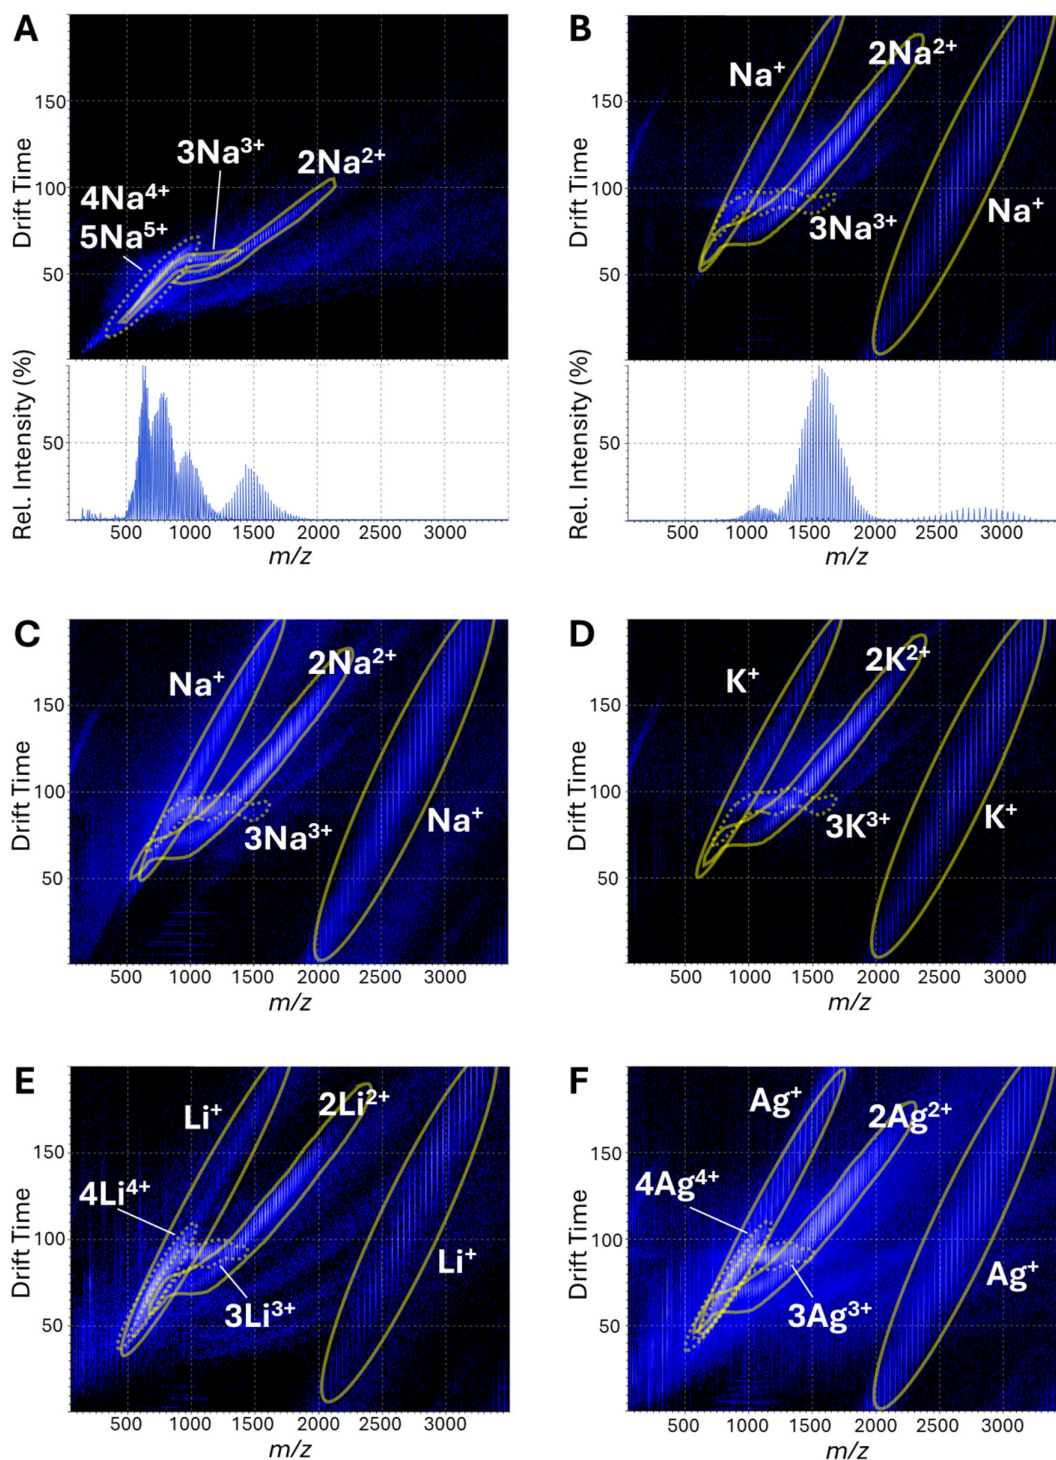 A
Drift Time
150
100
50
3Na³⁺
2Na²⁺
4Na⁴⁺
5Na⁵⁺
Rel. Intensity (%)
50
500 1000 1500 2000 2500 3000
m/z
B
Drift Time
150
100
50
Na⁺
2Na²⁺
3Na³⁺
Na⁺
Rel. Intensity (%)
50
500 1000 1500 2000 2500 3000
m/z
C
Drift Time
150
100
50
Na⁺
2Na²⁺
3Na³⁺
Na⁺
500 1000 1500 2000 2500 3000
m/z
D
Drift Time
150
100
50
K⁺
2K²⁺
3K³⁺
K⁺
500 1000 1500 2000 2500 3000
m/z
E
Drift Time
150
100
50
Li⁺
2Li²⁺
4Li⁴⁺
3Li³⁺
Li⁺
500 1000 1500 2000 2500 3000
m/z
F
Drift Time
150
100
50
Ag⁺
2Ag²⁺
4Ag⁴⁺
3Ag³⁺
Ag⁺
500 1000 1500 2000 2500 3000
m/z